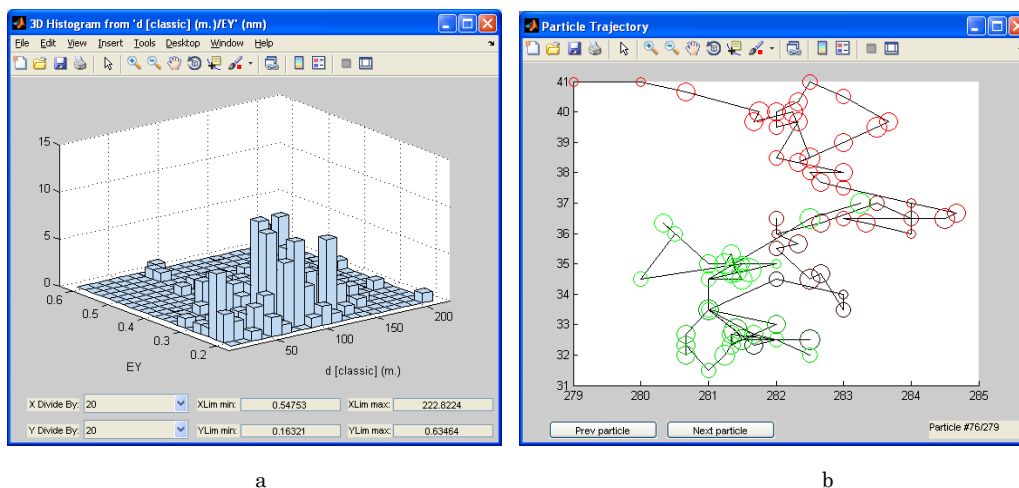 3D Histogram from 'd [classic] (m.)/EY' (nm)
File Edit View Insert Tools Desktop Window Help
15
10
5
0
0.6
0.5
0.4
0.3
0.2
EY
50
100
150
200
d [classic] (m.)
X Divide By: 20 XLim min: 0.54753 XLim max: 222.8224
Y Divide By: 20 YLim min: 0.16321 YLim max: 0.63464
a
Particle Trajectory
41
40
39
38
37
36
35
34
33
32
31
279 280 281 282 283 284 285
Prev particle Next particle Particle #76/279
b